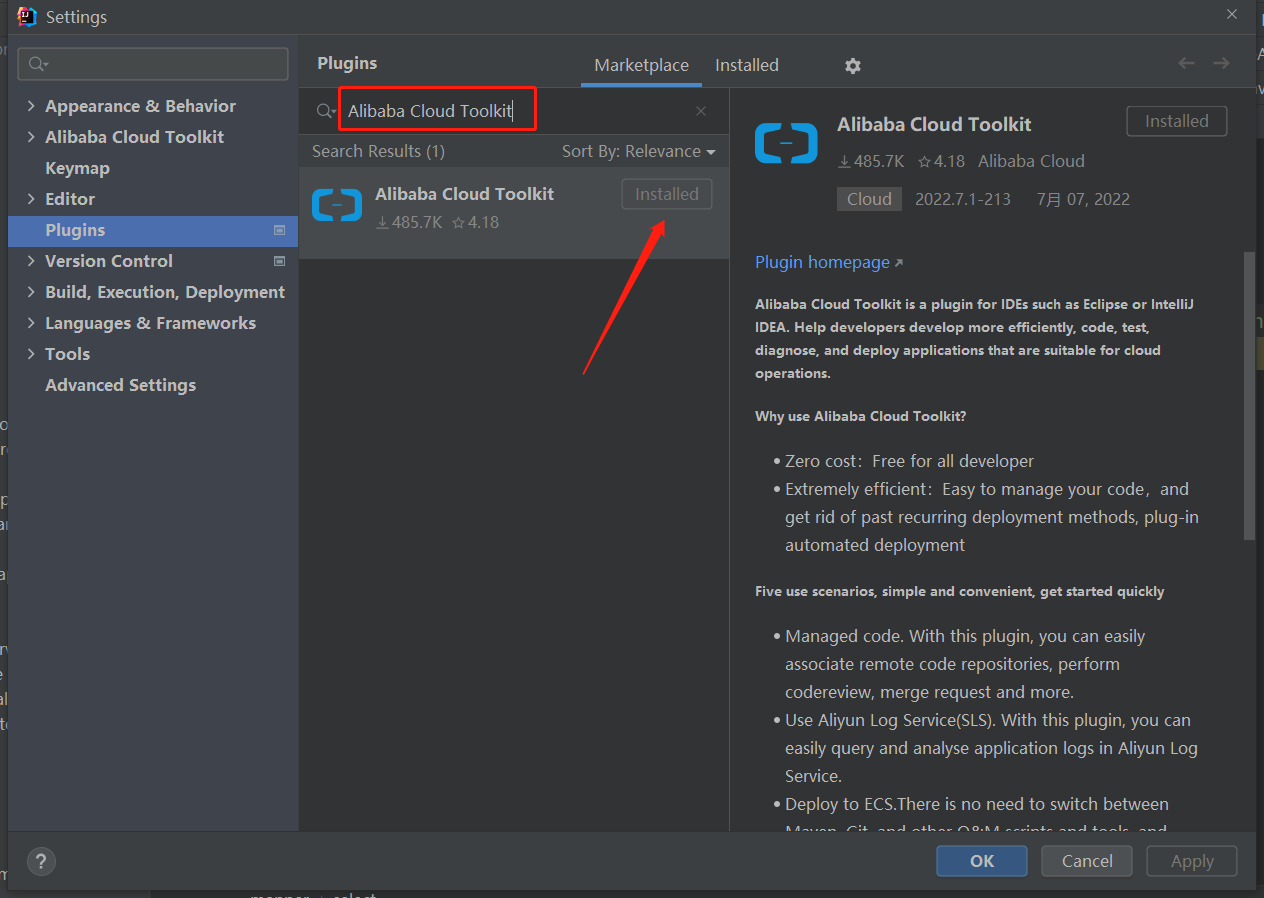 Settings
Appearance & Behavior
Alibaba Cloud Toolkit
Keymap
Editor
Plugins
Version Control
Build, Execution, Deployment
Languages & Frameworks
Tools
Advanced Settings
Plugins
Marketplace
Installed
Alibaba Cloud Toolkit
Search Results (1)
Sort By: Relevance
Alibaba Cloud Toolkit
Installed
485.7K
4.18
Alibaba Cloud Toolkit
Installed
485.7K
4.18
Alibaba Cloud
Cloud
2022.7.1-213
7月 07, 2022
Plugin homepage
Alibaba Cloud Toolkit is a plugin for IDEs such as Eclipse or IntelliJ
IDEA. Help developers develop more efficiently, code, test,
diagnose, and deploy applications that are suitable for cloud
operations.
Why use Alibaba Cloud Toolkit?
• Zero cost：Free for all developer
• Extremely efficient：Easy to manage your code，and
get rid of past recurring deployment methods, plug-in
automated deployment
Five use scenarios, simple and convenient, get started quickly
• Managed code. With this plugin, you can easily
associate remote code repositories, perform
codereview, merge request and more.
• Use Aliyun Log Service(SLS). With this plugin, you can
easily query and analyse application logs in Aliyun Log
Service.
• Deploy to ECS.There is no need to switch between
Maven, Git, and other O&M scripts and tools, and
?
OK
Cancel
Apply